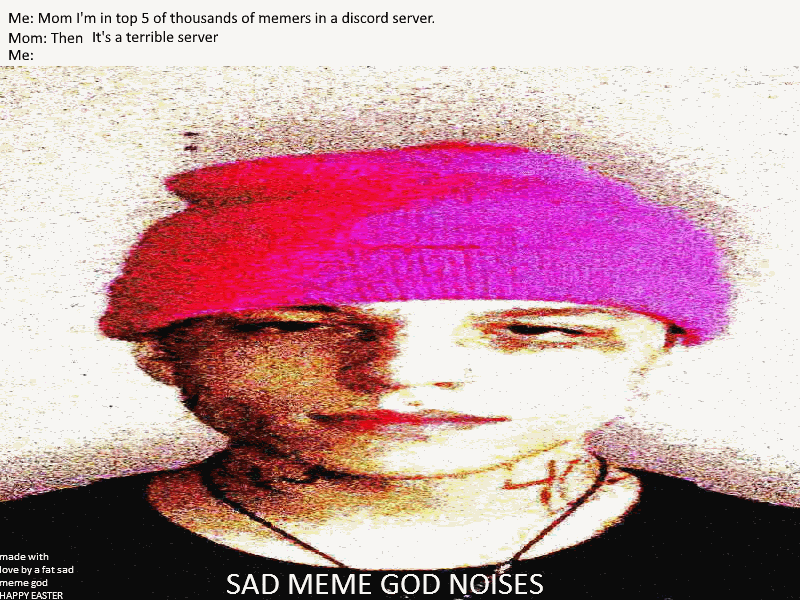 Me: Mom I'm in top 5 of thousands of memers in a discord server.
Mom: Then It's a terrible server
Me:
made with
love by a fat sad
meme god
HAPPY EASTER
SAD MEME GOD NOISES